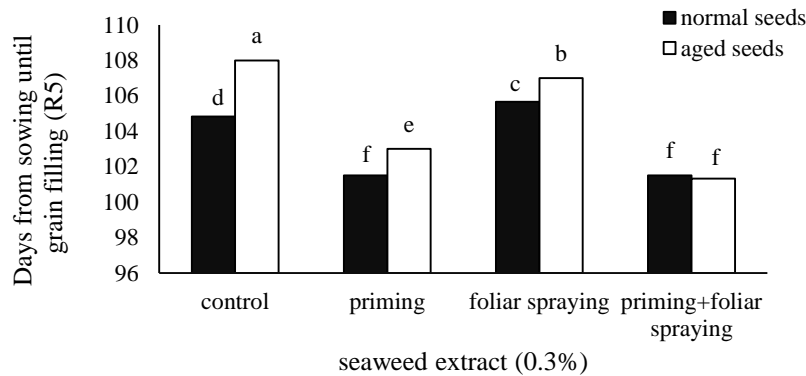 normal seeds
aged seeds
Days from sowing until
grain filling (R5)
110
108
106
104
102
100
98
96
d
a
f
e
c
b
f
f
control
priming
foliar spraying
priming+foliar
spraying
seaweed extract (0.3%)